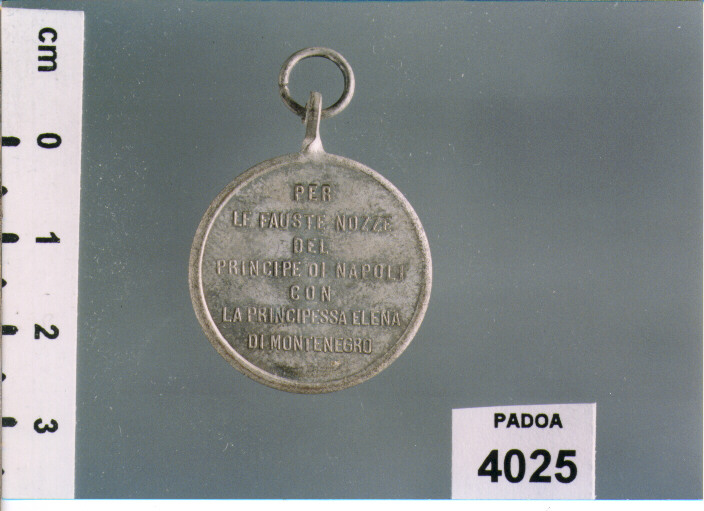 cm
0
1
2
3
PER
LE FAUSTE NOZZE
DEL
PRINCIPE DI NAPOLI
CON
LA PRINCIPESSA ELENA
DI MONTENEGRO
PADOA
4025